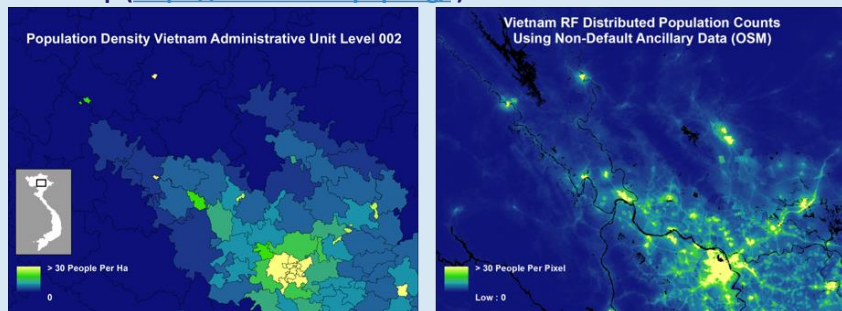 Population Density Vietnam Administrative Unit Level 002
> 30 People Per Ha
0
Vietnam RF Distributed Population Counts
Using Non-Default Ancillary Data (OSM)
> 30 People Per Pixel
Low : 0